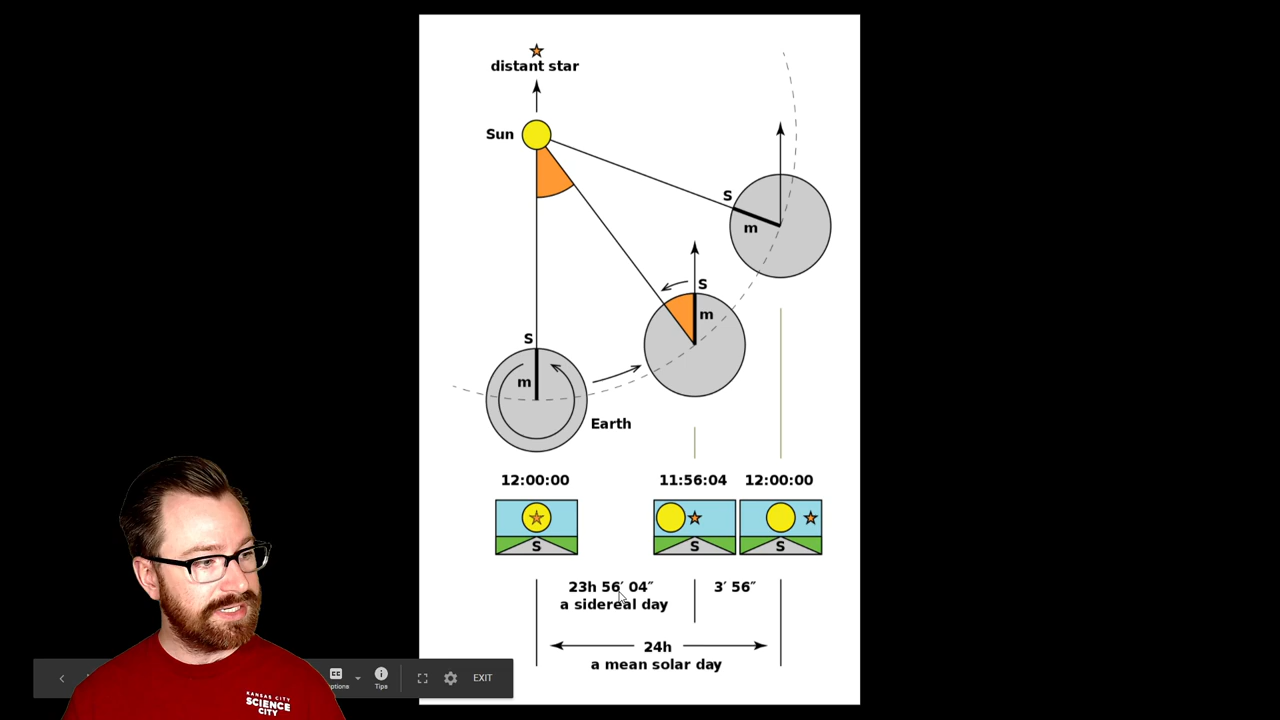 distant star
Sun
S
m
S
m
S
m
Earth
12:00:00
11:56:04
12:00:00
S
S
S
23h 56′ 04″
a sidereal day
3′ 56″
24h
a mean solar day
ptions
Tips
EXIT
KANSAS CITY
SCIENCE
CITY